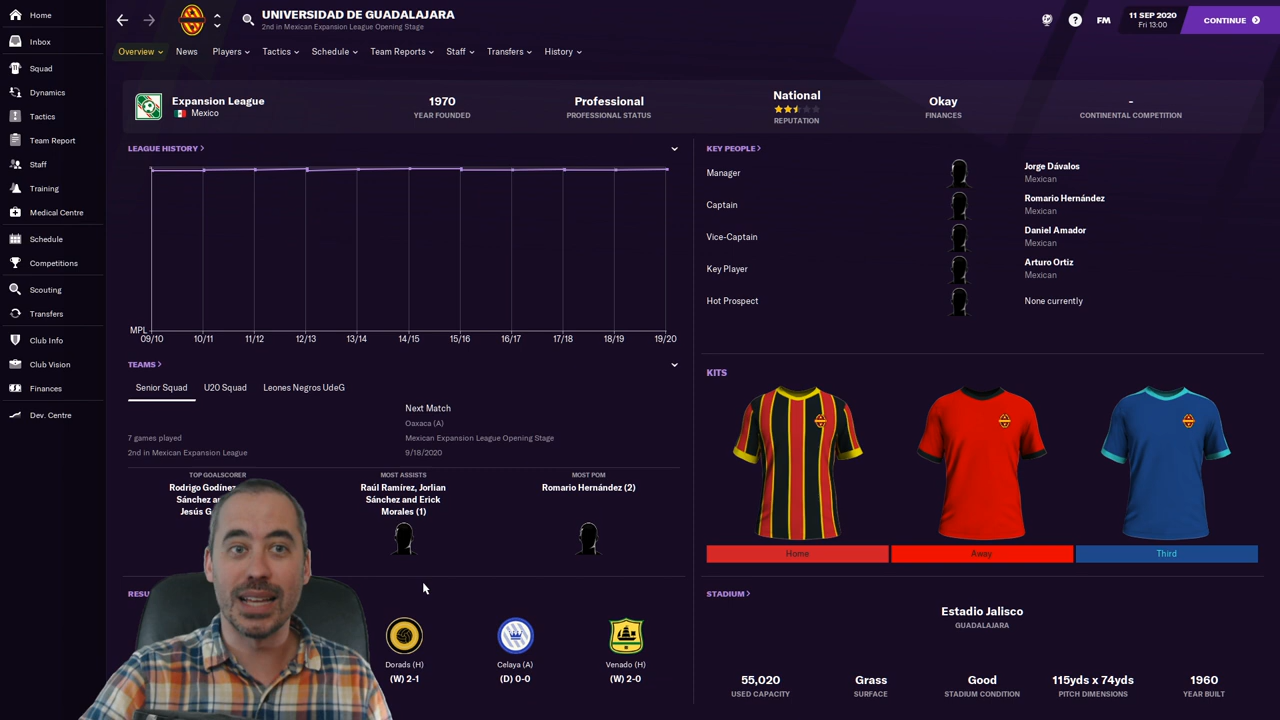 Home
Inbox
Squad
Dynamics
Tactics
Team Report
Staff
Training
Medical Centre
Schedule
Competitions
Scouting
Transfers
Club Info
Club Vision
Finances
Dev. Centre
UNIVERSIDAD DE GUADALAJARA
2nd in Mexican Expansion League Opening Stage
?
FM
11 SEP 2020
Fri 13:00
CONTINUE
Overview
News
Players
Tactics
Schedule
Team Reports
Staff
Transfers
History
Expansion League
Mexico
1970
YEAR FOUNDED
Professional
PROFESSIONAL STATUS
National
REPUTATION
Okay
FINANCES
-
CONTINENTAL COMPETITION
LEAGUE HISTORY >
MPL
09/10 10/11 11/12 12/13 13/14 14/15 15/16 16/17 17/18 18/19 19/20
TEAMS >
Senior Squad
U20 Squad
Leones Negros UdeG
Next Match
Oaxaca (A)
7 games played
Mexican Expansion League Opening Stage
2nd in Mexican Expansion League
9/18/2020
TOP GOALSCORER
Rodrigo Godínez
Sánchez
Jesús G
MOST ASSISTS
Raúl Ramírez, Jorlian
Sánchez and Erick
Morales (1)
MOST POM
Romario Hernández (2)
RESU
Dorads (H)
(W) 2-1
Celaya (A)
(D) 0-0
Venado (H)
(W) 2-0
KEY PEOPLE >
Manager
Jorge Dávalos
Mexican
Captain
Romario Hernández
Mexican
Vice-Captain
Daniel Amador
Mexican
Key Player
Arturo Ortiz
Mexican
Hot Prospect
None currently
KITS
Home
Away
Third
STADIUM >
Estadio Jalisco
GUADALAJARA
55,020
USED CAPACITY
Grass
SURFACE
Good
STADIUM CONDITION
115yds x 74yds
PITCH DIMENSIONS
1960
YEAR BUILT